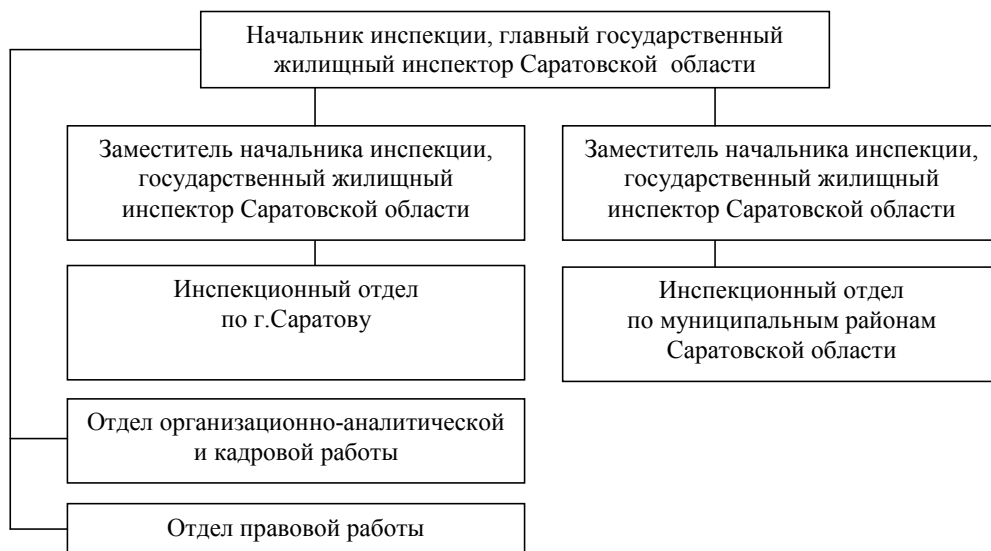 Начальник инспекции, главный государственный
жилищный инспектор Саратовской области
Заместитель начальника инспекции,
государственный жилищный
инспектор Саратовской области
Заместитель начальника инспекции,
государственный жилищный
инспектор Саратовской области
Инспекционный отдел
по г.Саратову
Инспекционный отдел
по муниципальным районам
Саратовской области
Отдел организационно-аналитической
и кадровой работы
Отдел правовой работы